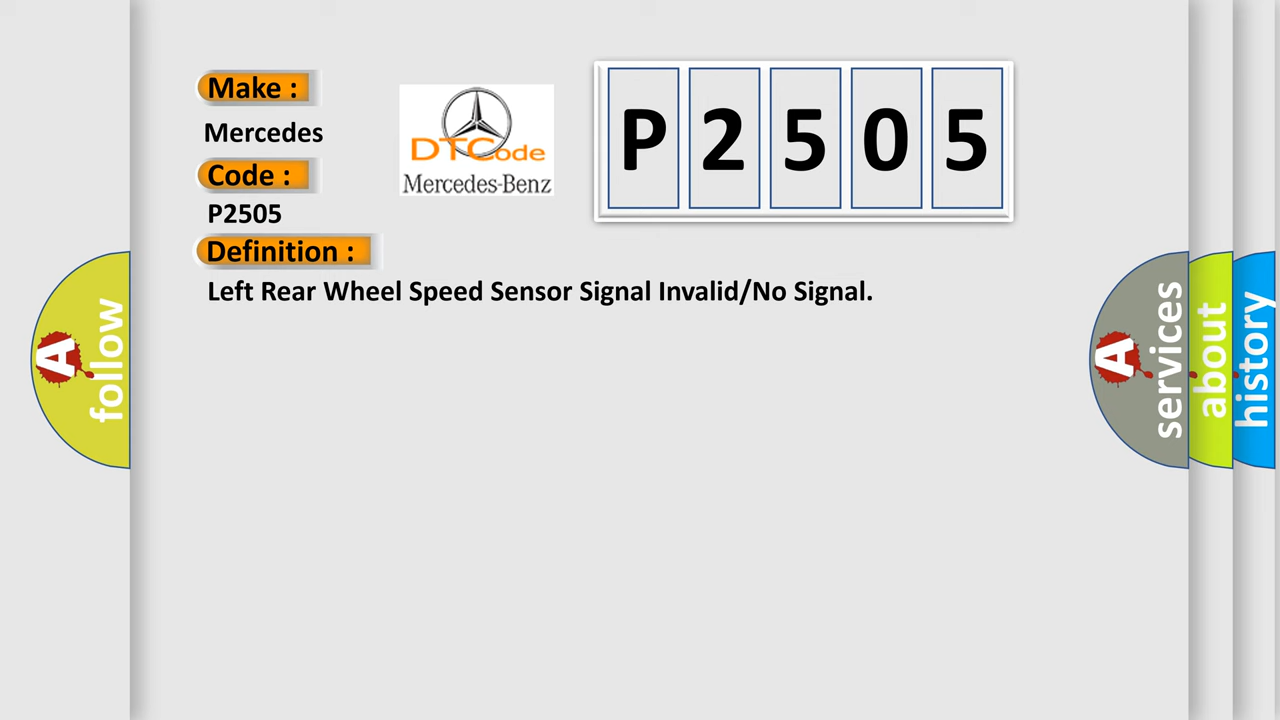 Make :
Mercedes
Code :
P2505
Definition :
Left Rear Wheel Speed Sensor Signal Invalid/No Signal.
DTCode
Mercedes-Benz
P 2 5 0 5
A
follow
A
services
about
history